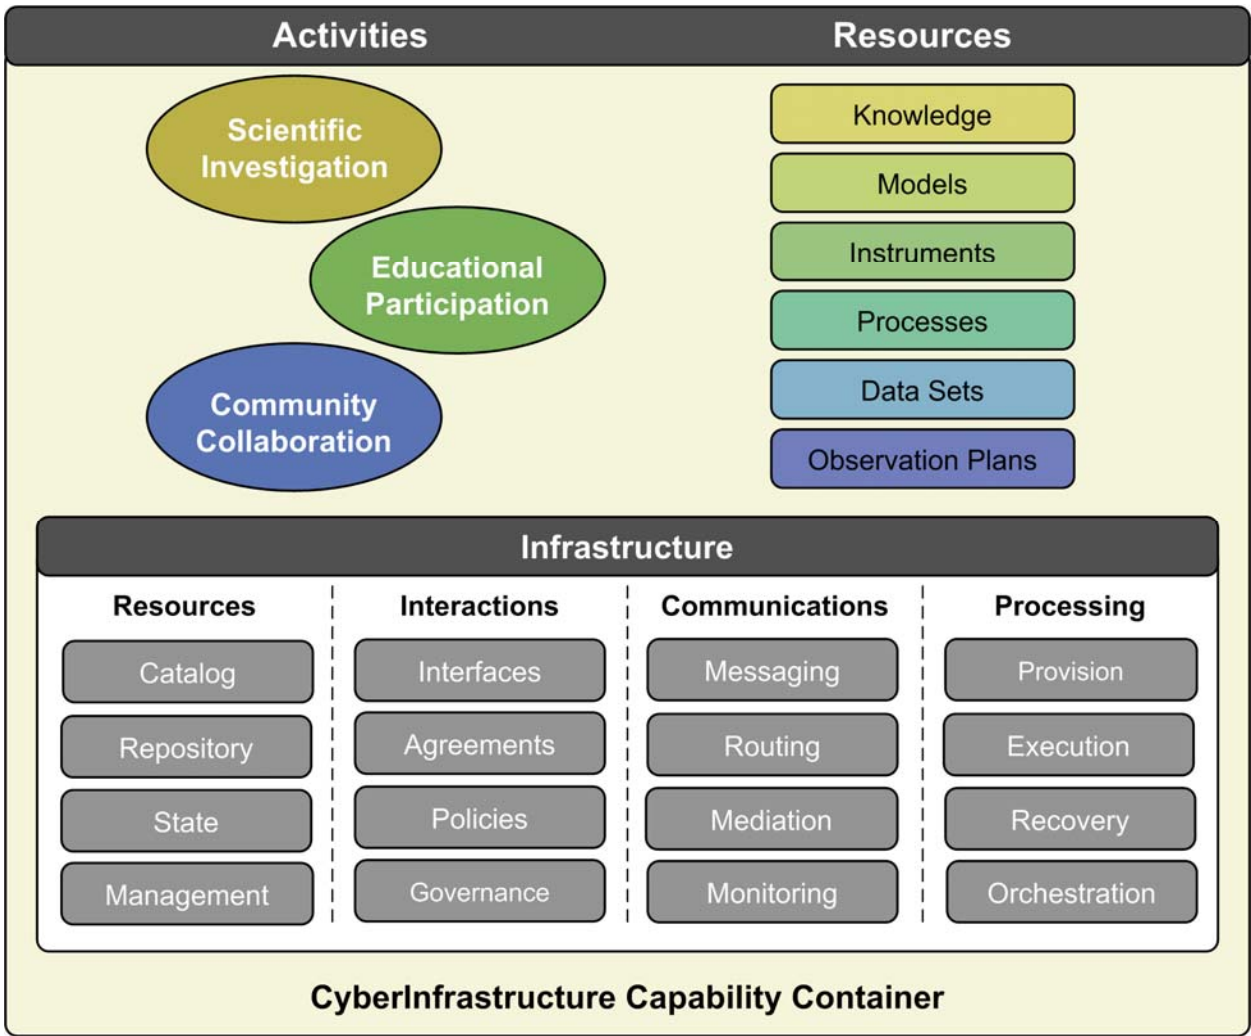 Activities
Resources
Scientific
Investigation
Educational
Participation
Community
Collaboration
Knowledge
Models
Instruments
Processes
Data Sets
Observation Plans
Infrastructure
Resources
Catalog
Repository
State
Management
Interactions
Interfaces
Agreements
Policies
Governance
Communications
Messaging
Routing
Mediation
Monitoring
Processing
Provision
Execution
Recovery
Orchestration
CyberInfrastructure Capability Container